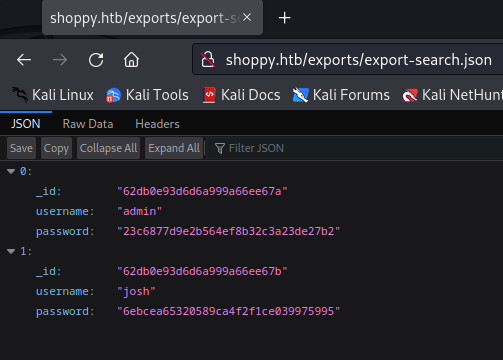 shoppy.htb/exports/export-s
shoppy.htb/exports/export-search.json
Kali Linux Kali Tools Kali Docs Kali Forums Kali NetHunt
JSON Raw Data Headers
Save Copy Collapse All Expand All Filter JSON
0:
_id: "62db0e93d6d6a999a66ee67a"
username: "admin"
password: "23c6877d9e2b564ef8b32c3a23de27b2"
1:
_id: "62db0e93d6d6a999a66ee67b"
username: "josh"
password: "6ebcea65320589ca4f2f1ce039975995"